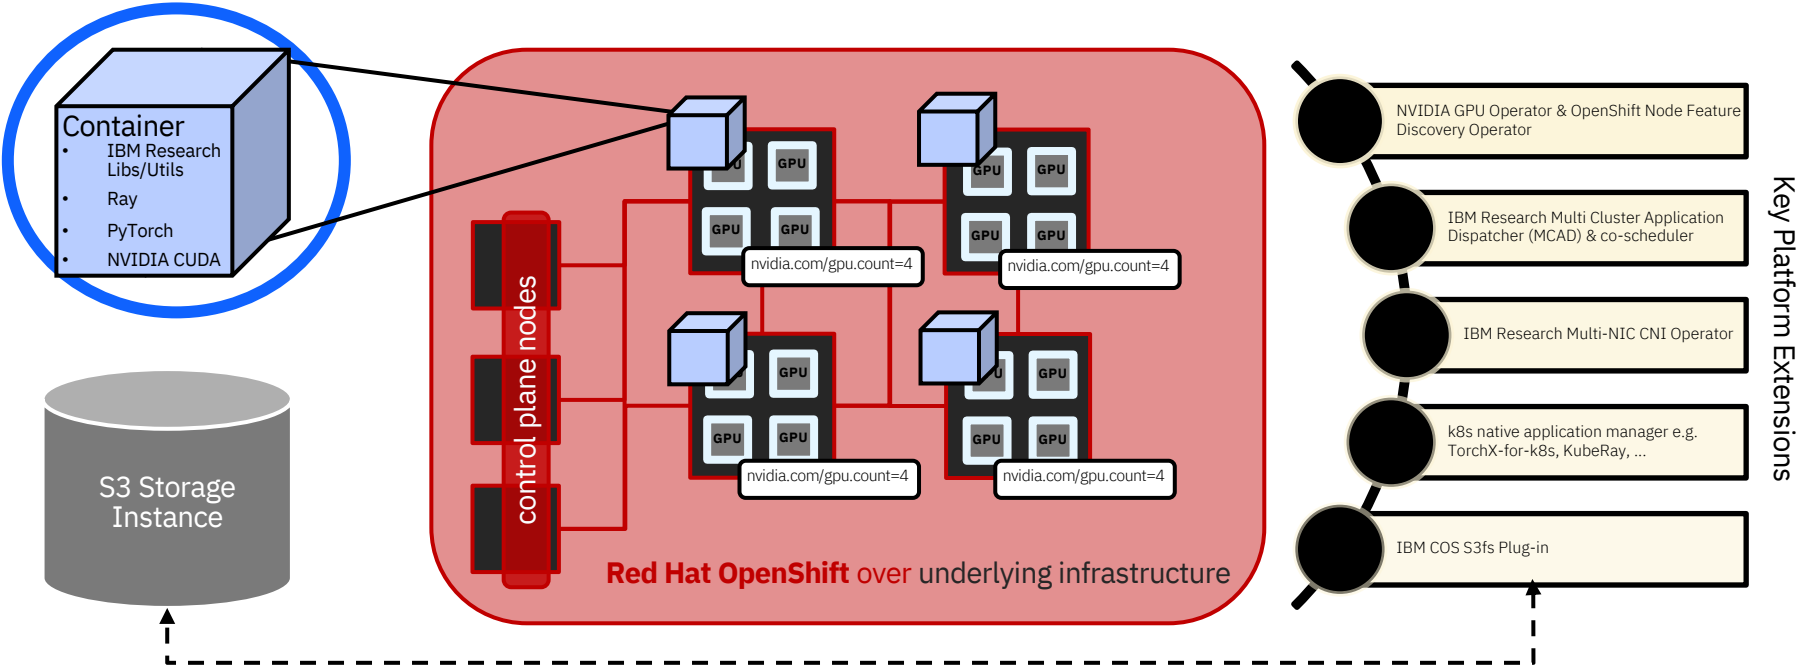 Container
• IBM Research
Libs/Utils
• Ray
• PyTorch
• NVIDIA CUDA
S3 Storage
Instance
control plane nodes
GPU
GPU
GPU
nvidia.com/gpu.count=4
GPU
GPU
GPU
GPU
nvidia.com/gpu.count=4
GPU
GPU
GPU
nvidia.com/gpu.count=4
GPU
GPU
GPU
nvidia.com/gpu.count=4
Red Hat OpenShift over underlying infrastructure
NVIDIA GPU Operator & OpenShift Node Feature
Discovery Operator
IBM Research Multi Cluster Application
Dispatcher (MCAD) & co-scheduler
IBM Research Multi-NIC CNI Operator
k8s native application manager e.g.
TorchX-for-k8s, KubeRay, ...
IBM COS S3fs Plug-in
Key Platform Extensions